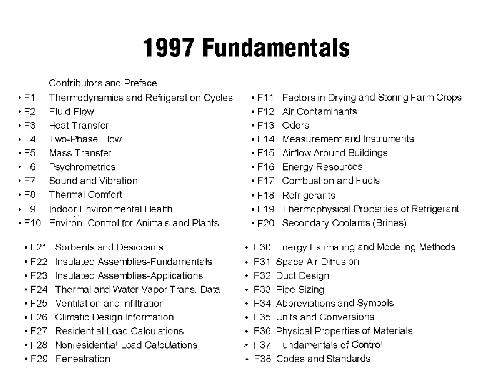 1997 Fundamentals
Contributors and Preface
• F1 Thermodynamics and Refrigeration Cycles
• F2 Fluid Flow
• F3 Heat Transfer
• F4 Two-Phase Flow
• F5 Mass Transfer
• F6 Psychrometrics
• F7 Sound and Vibration
• F8 Thermal Comfort
• F9 Indoor Environmental Health
• F10 Environ. Control for Animals and Plants
• F11 Factors in Drying and Storing Farm Crops
• F12 Air Contaminants
• F13 Odors
• F14 Measurement and Instruments
• F15 Airflow Around Buildings
• F16 Energy Resources
• F17 Combustion and Fuels
• F18 Refrigerants
• F19 Thermophysical Properties of Refrigerant
• F20 Secondary Coolants (Brines)
• F21 Sorbents and Desiccants
• F22 Insulated Assemblies-Fundamentals
• F23 Insulated Assemblies-Applications
• F24 Thermal and Water Vapor Trans. Data
• F25 Ventilation and Infiltration
• F26 Climatic Design Information
• F27 Residential Load Calculations
• F28 Nonresidential Load Calculations
• F29 Fenestration
• F30 Energy Estimating and Modeling Methods
• F31 Space Air Diffusion
• F32 Duct Design
• F33 Pipe Sizing
• F34 Abbreviations and Symbols
• F35 Units and Conversions
• F36 Physical Properties of Materials
• F37 Fundamentals of Control
• F38 Codes and Standards